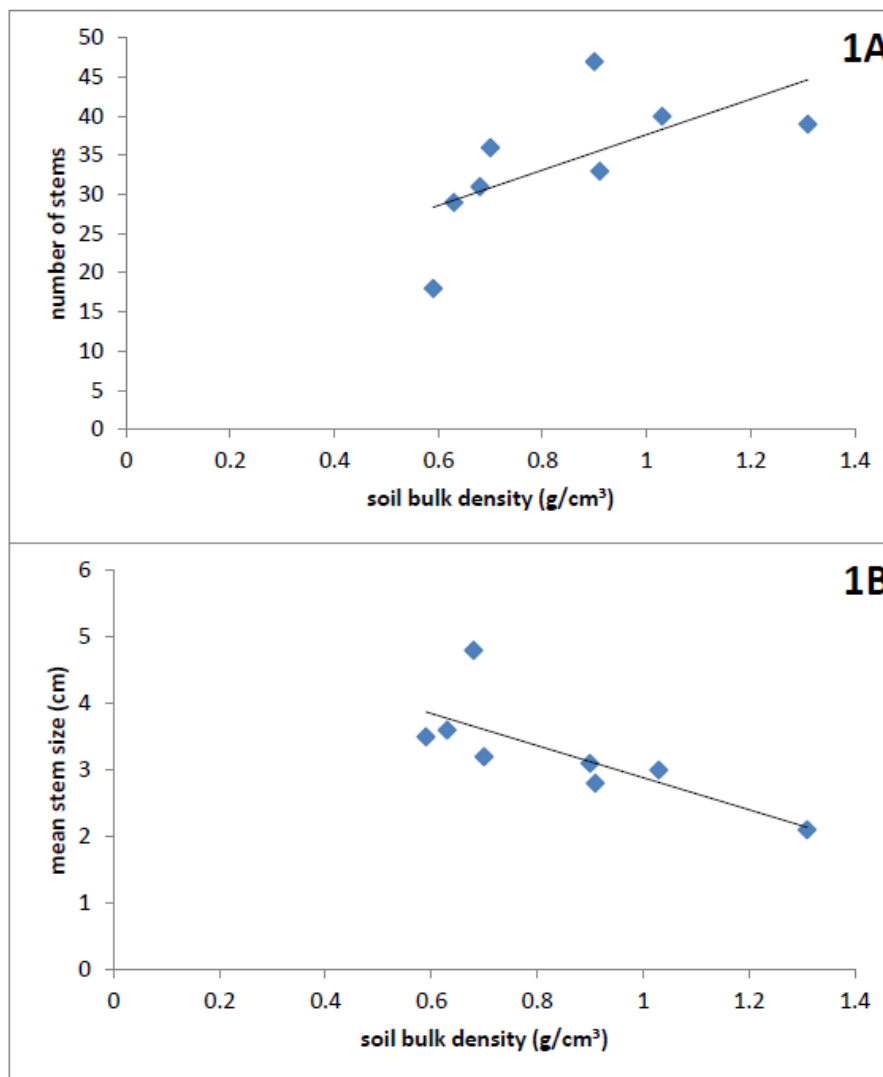 1A
50
45
40
35
30
25
20
15
10
5
0
number of stems
0 0.2 0.4 0.6 0.8 1 1.2 1.4
soil bulk density (g/cm³)
1B
6
5
4
3
2
1
0
mean stem size (cm)
0 0.2 0.4 0.6 0.8 1 1.2 1.4
soil bulk density (g/cm³)